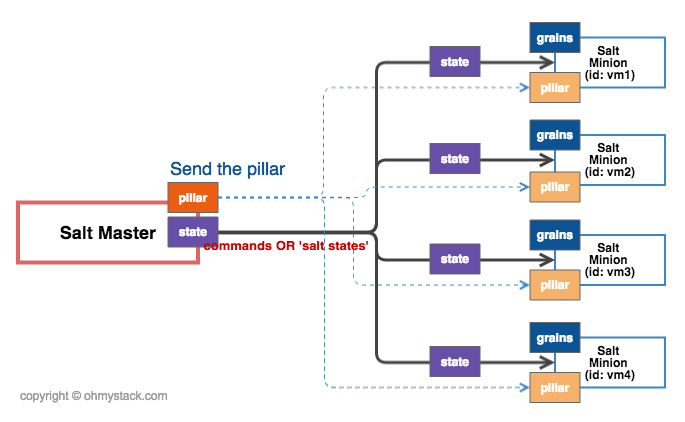 grains
state
Salt
Minion
(id: vm1)
pillar
grains
state
Salt
Minion
(id: vm2)
pillar
Send the pillar
pillar
Salt Master
state
commands OR 'salt states'
grains
state
Salt
Minion
(id: vm3)
pillar
grains
state
Salt
Minion
(id: vm4)
pillar
copyright © ohmystack.com